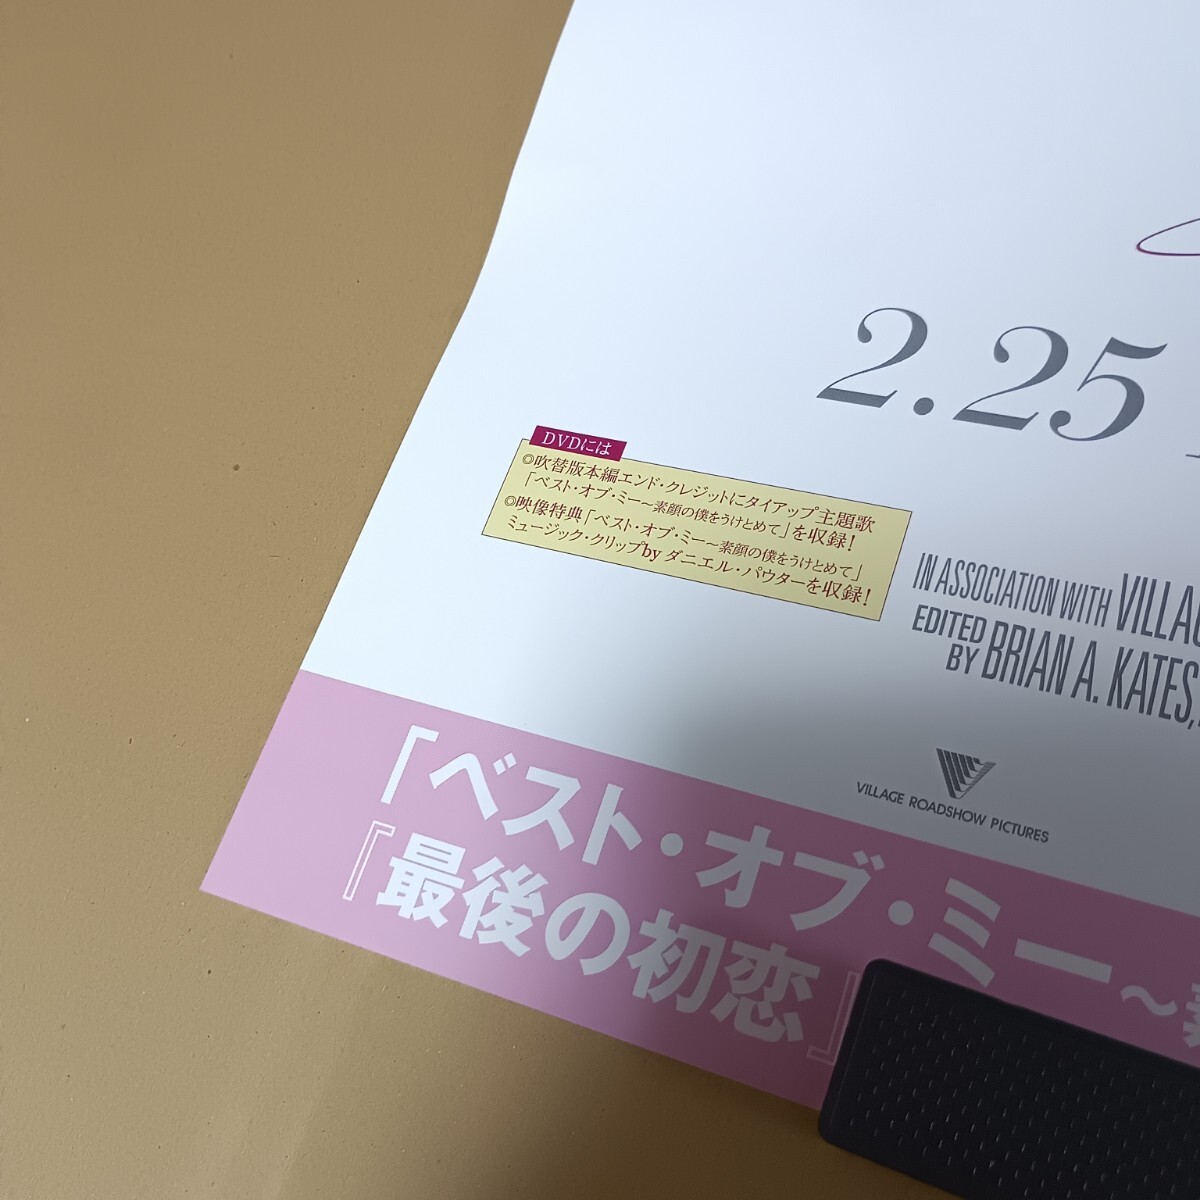 2.25
DVDには
◎吹替版本編エンド・クレジットにタイアップ主題歌
「ベスト・オブ・ミー～素顔の僕をうけとめて」を収録!
◎映像特典「ベスト・オブ・ミー～素顔の僕をうけとめて」
ミュージック・クリップby ダニエル・パウターを収録!
IN ASSOCIATION WITH
EDITED BY BRIAN A. KATES,
VILLAGE ROADSHOW PICTURES
「ベスト・オブ・ミー～
『最後の初恋』